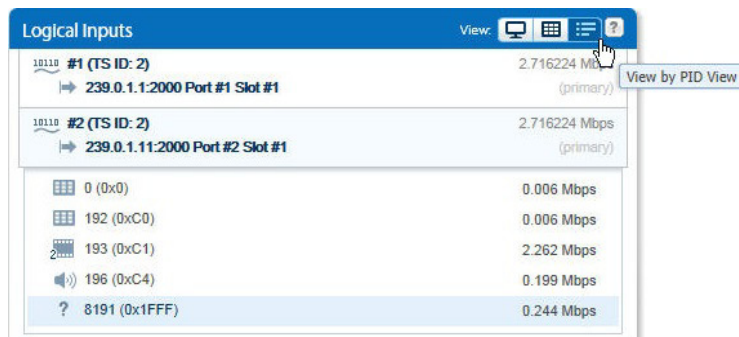 Logical Inputs View: ?
10110 #1 (TS ID: 2) 2.716224 Mbps
239.0.1.1:2000 Port #1 Slot #1 (primary)
View by PID View
10110 #2 (TS ID: 2) 2.716224 Mbps
239.0.1.11:2000 Port #2 Slot #1 (primary)
0 (0x0) 0.006 Mbps
192 (0xC0) 0.006 Mbps
2 193 (0xC1) 2.262 Mbps
196 (0xC4) 0.199 Mbps
? 8191 (0x1FFF) 0.244 Mbps